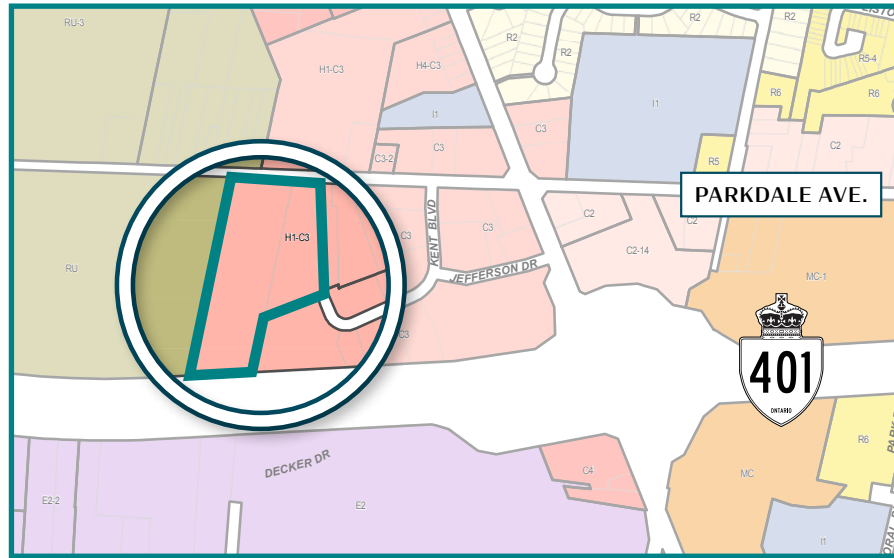 RU-3
R2
R2
R2
R2
LISTO
H1-C3
H4-C3
I1
R5-4
R6
R6
I1
C3
C3
C3-2
C2
R5
PARKDALE AVE.
C2
C2
C3
C3
KENT BLVD
H1-C3
C2-14
RU
JEFFERSON DR
MC-1
C3
401
ONTARIO
R6
DECKER DR
C4
MC
E2-2
E2
I1